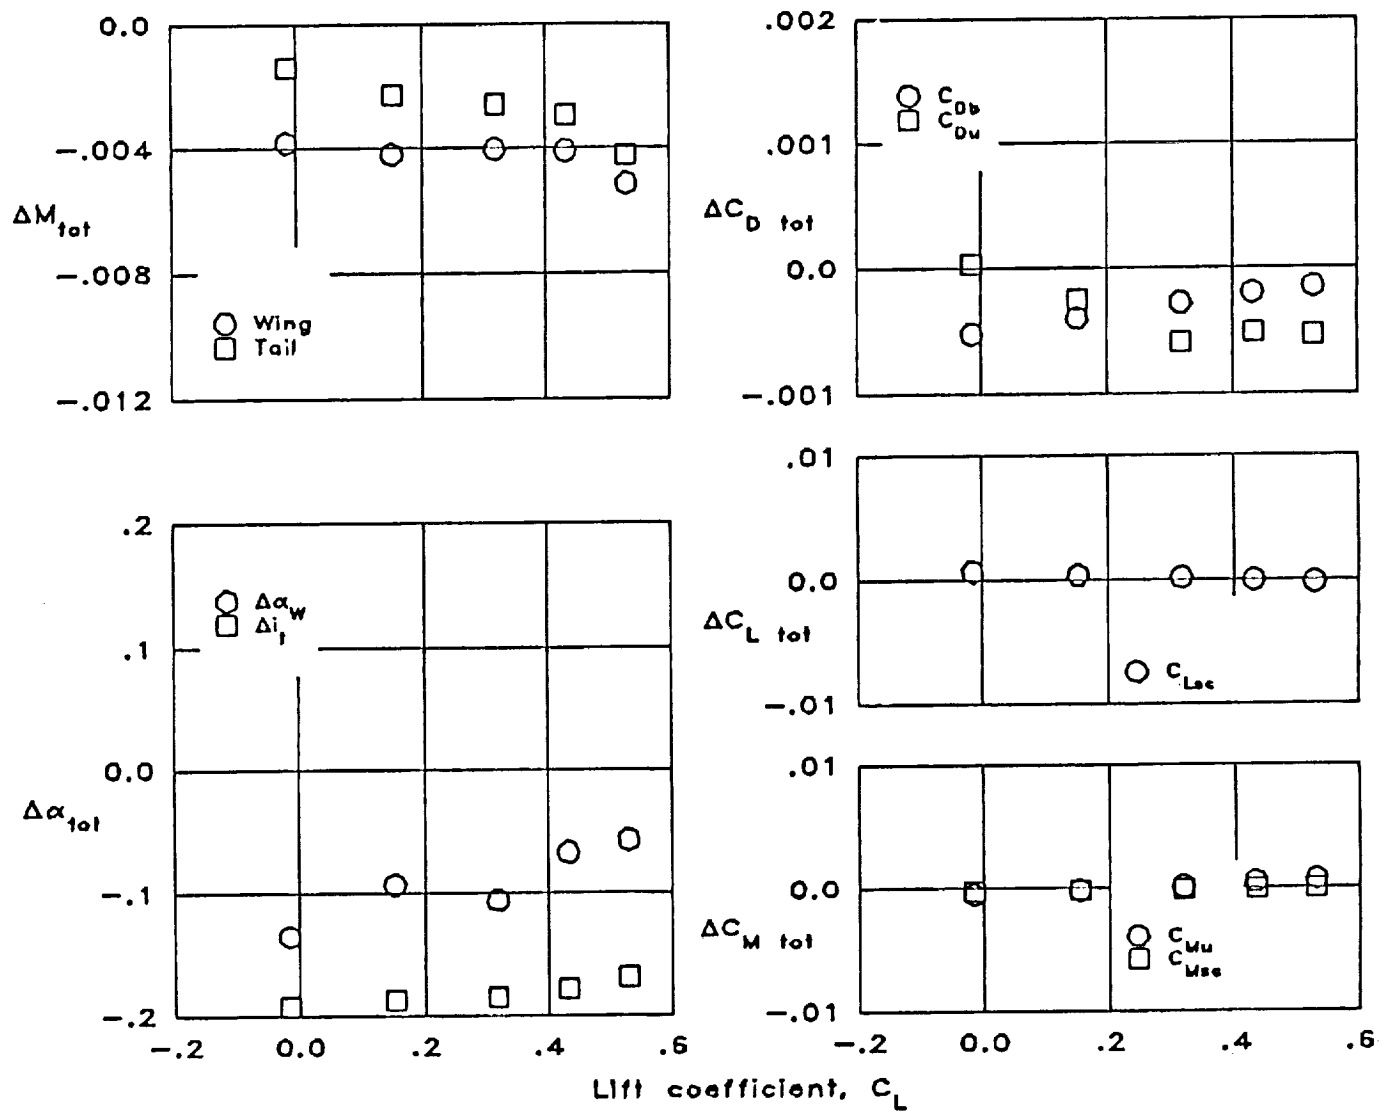 0.0
-.004
ΔM_tot
-.008
-.012
Wing
Tail
.002
C_Db
C_Du
.001
ΔC_D tot
0.0
-.001
.2
Δα_W
Δi_t
.1
0.0
Δα_tot
-.1
-.2
-.2 0.0 .2 .4 .6
.01
0.0
ΔC_L tot
C_Lsc
-.01
.01
0.0
ΔC_M tot
C_Mu
C_Msc
-.01
-.2 0.0 .2 .4 .6
Lift coefficient, C_L